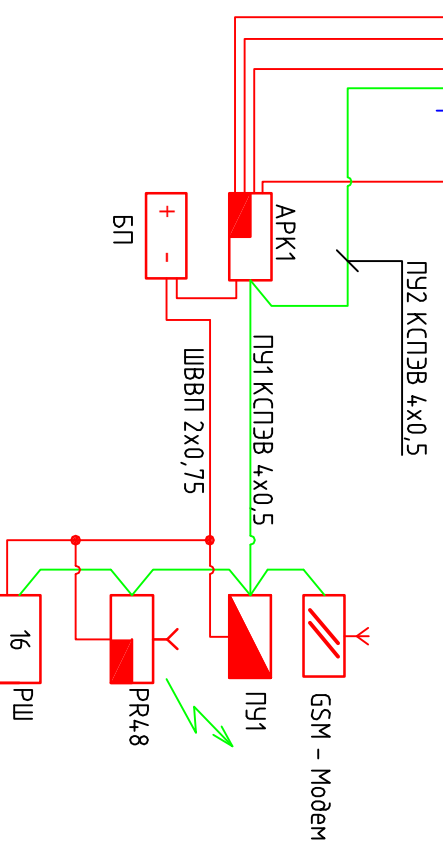 АРК1
БП
+
-
ПУ2 КСПЭВ 4х0,5
ПУ1 КСПЭВ 4х0,5
ШВВП 2х0,75
16
РШ
PR48
ПУ1
GSM - Модем